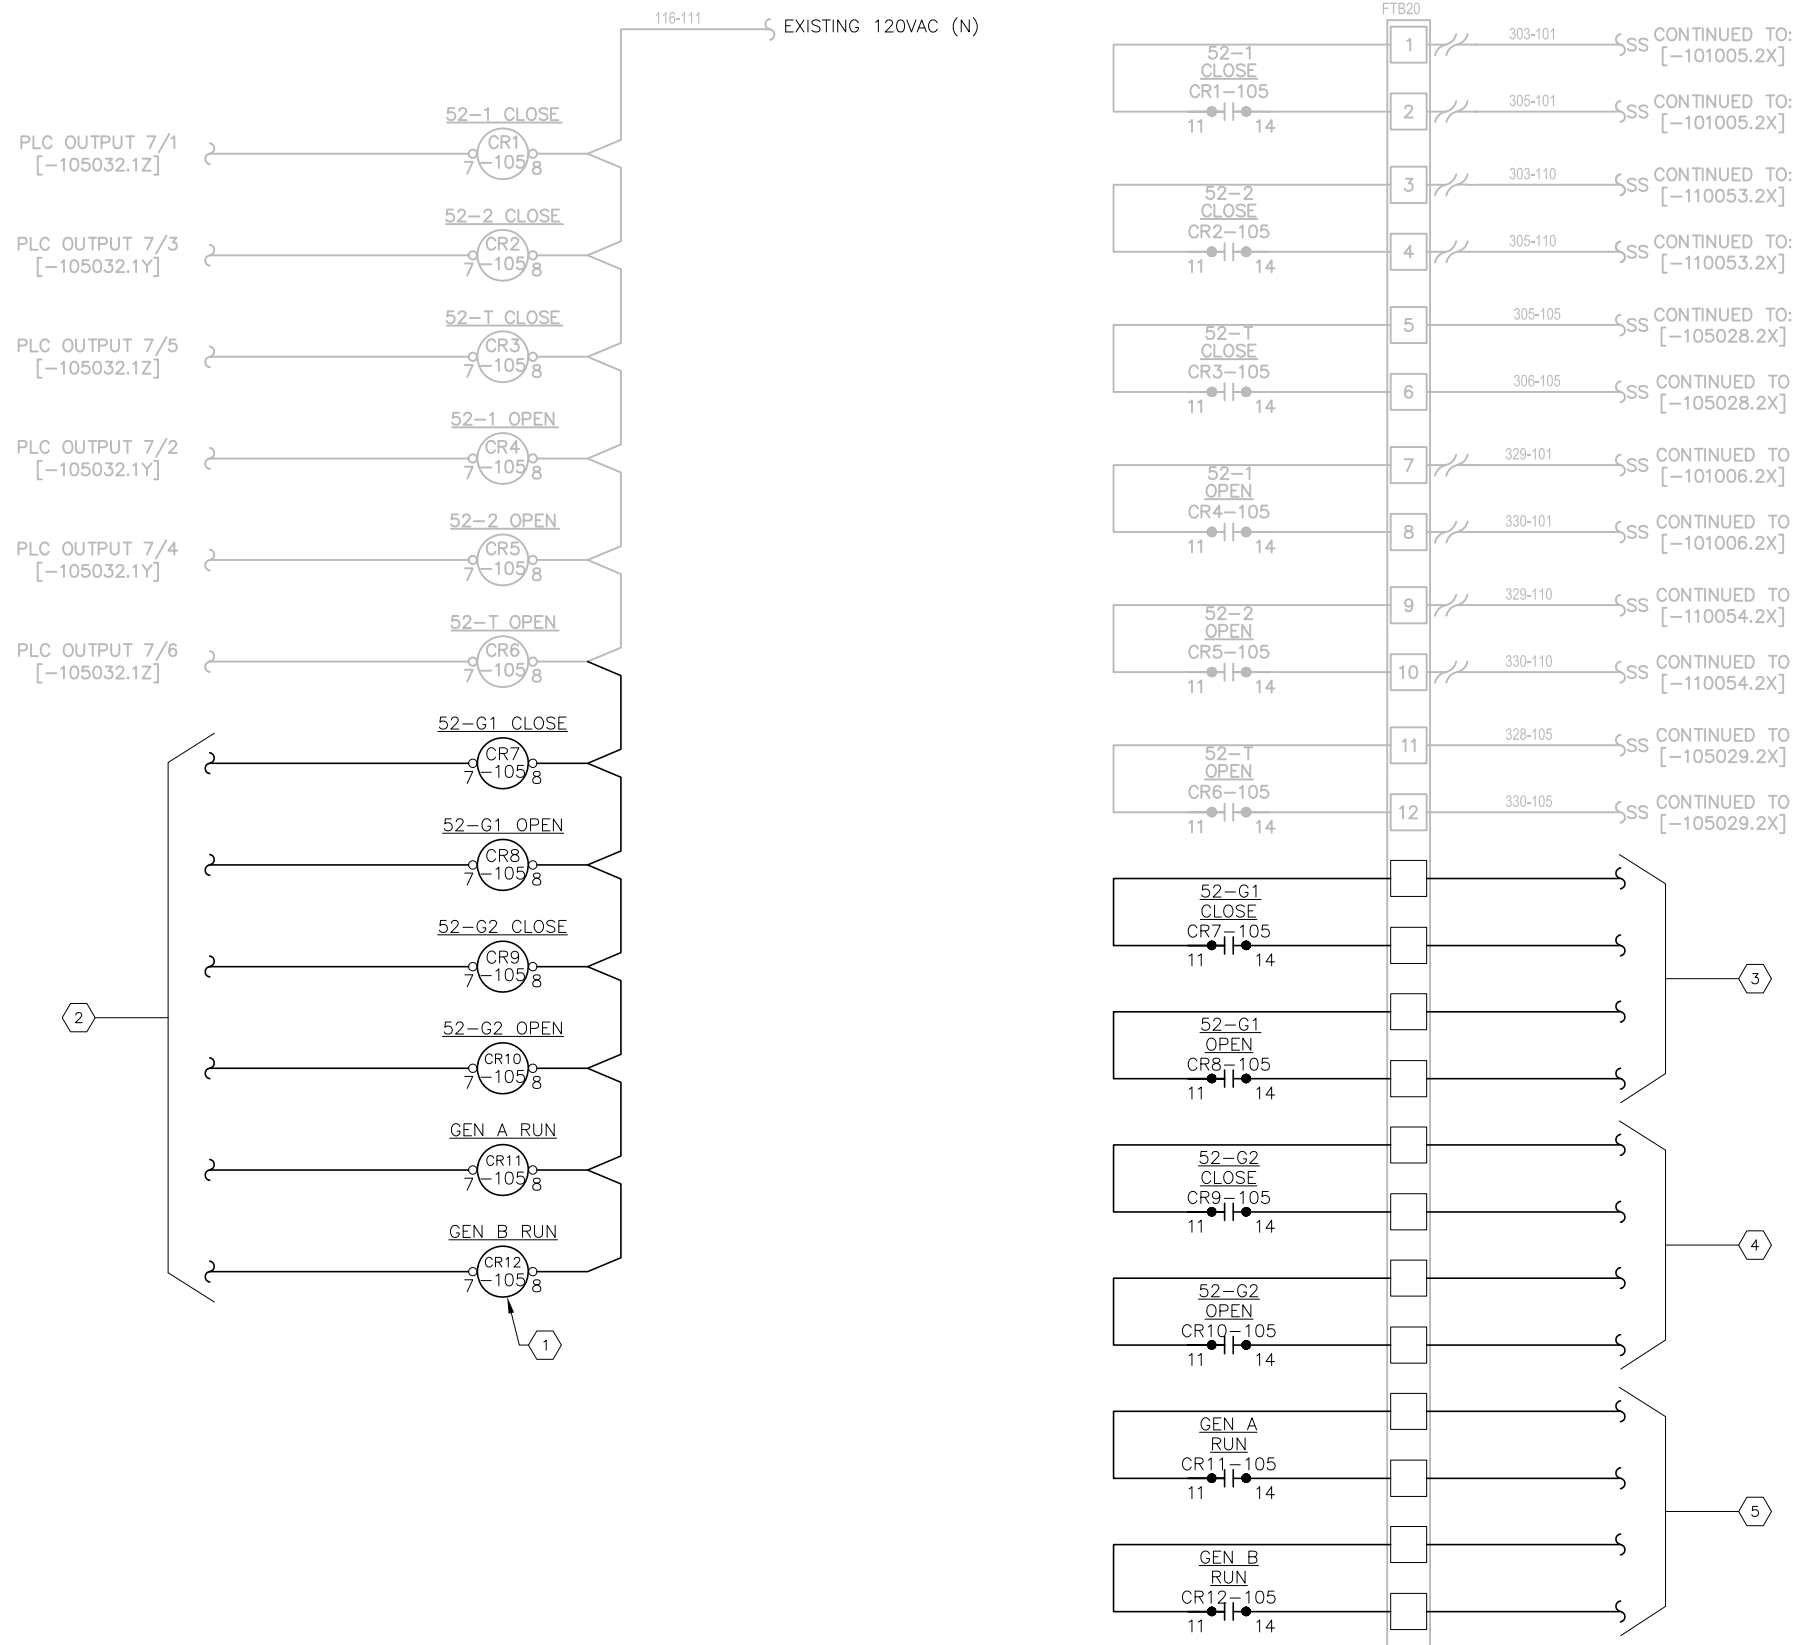 116-111
EXISTING 120VAC (N)
52-1 CLOSE
PLC OUTPUT 7/1
[-105032.1Z]
CR1
-105
7
8
52-2 CLOSE
PLC OUTPUT 7/3
[-105032.1Y]
CR2
-105
7
8
52-T CLOSE
PLC OUTPUT 7/5
[-105032.1Z]
CR3
-105
7
8
52-1 OPEN
PLC OUTPUT 7/2
[-105032.1Y]
CR4
-105
7
8
52-2 OPEN
PLC OUTPUT 7/4
[-105032.1Y]
CR5
-105
7
8
52-T OPEN
PLC OUTPUT 7/6
[-105032.1Z]
CR6
-105
7
8
52-G1 CLOSE
CR7
-105
7
8
52-G1 OPEN
CR8
-105
7
8
52-G2 CLOSE
CR9
-105
7
8
2
52-G2 OPEN
CR10
-105
7
8
GEN A RUN
CR11
-105
7
8
GEN B RUN
CR12
-105
7
8
1
FTB20
1
303-101
SS
CONTINUED TO:
[-101005.2X]
52-1
CLOSE
CR1-105
11
14
2
305-101
SS
CONTINUED TO:
[-101005.2X]
3
303-110
SS
CONTINUED TO:
[-110053.2X]
52-2
CLOSE
CR2-105
11
14
4
305-110
SS
CONTINUED TO:
[-110053.2X]
5
305-105
SS
CONTINUED TO:
[-105028.2X]
52-T
CLOSE
CR3-105
11
14
6
306-105
SS
CONTINUED TO
[-105028.2X]
7
329-101
SS
CONTINUED TO
[-101006.2X]
52-1
OPEN
CR4-105
11
14
8
330-101
SS
CONTINUED TO
[-101006.2X]
9
329-110
SS
CONTINUED TO
[-110054.2X]
52-2
OPEN
CR5-105
11
14
10
330-110
SS
CONTINUED TO
[-110054.2X]
11
328-105
SS
CONTINUED TO
[-105029.2X]
52-T
OPEN
CR6-105
11
14
12
330-105
SS
CONTINUED TO
[-105029.2X]
52-G1
CLOSE
CR7-105
11
14
3
52-G1
OPEN
CR8-105
11
14
52-G2
CLOSE
CR9-105
11
14
4
52-G2
OPEN
CR10-105
11
14
GEN A
RUN
CR11-105
11
14
5
GEN B
RUN
CR12-105
11
14